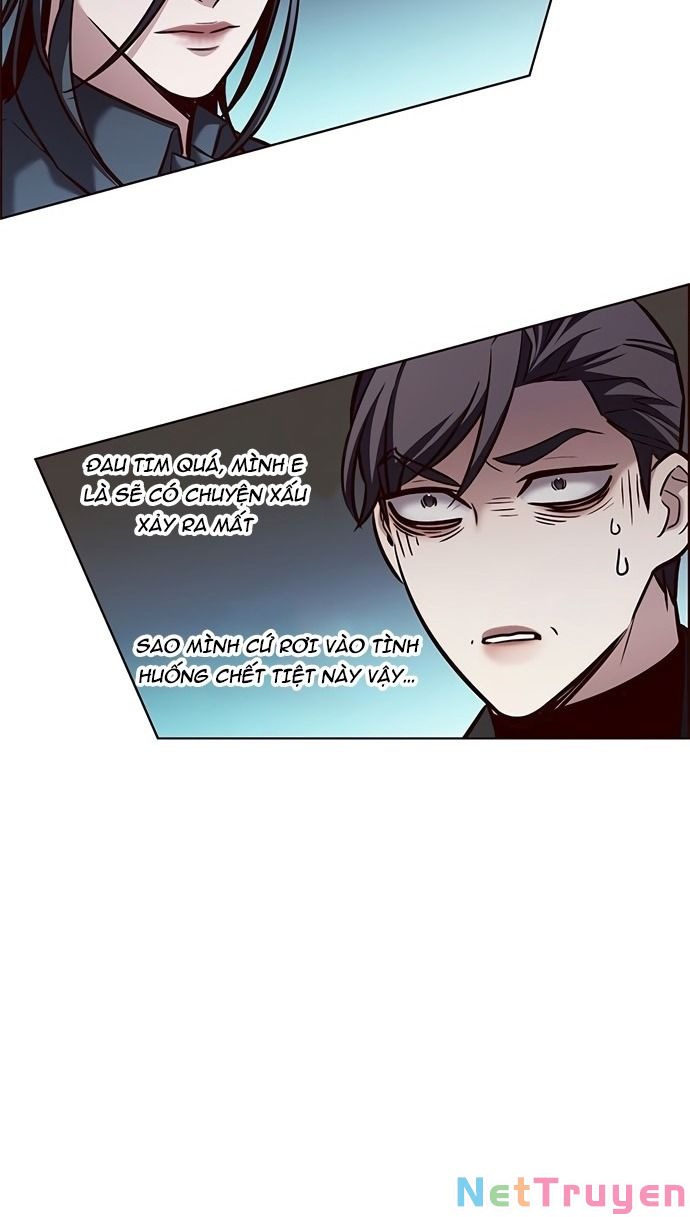 ĐAU TIM QUÁ, MÌNH E
LÀ SẼ CÓ CHUYỆN XẤU
XẢY RA MẤT
SAO MÌNH CỨ RƠI VÀO TÌNH
HUỐNG CHẾT TIỆT NÀY VẬY...
NetTruyen